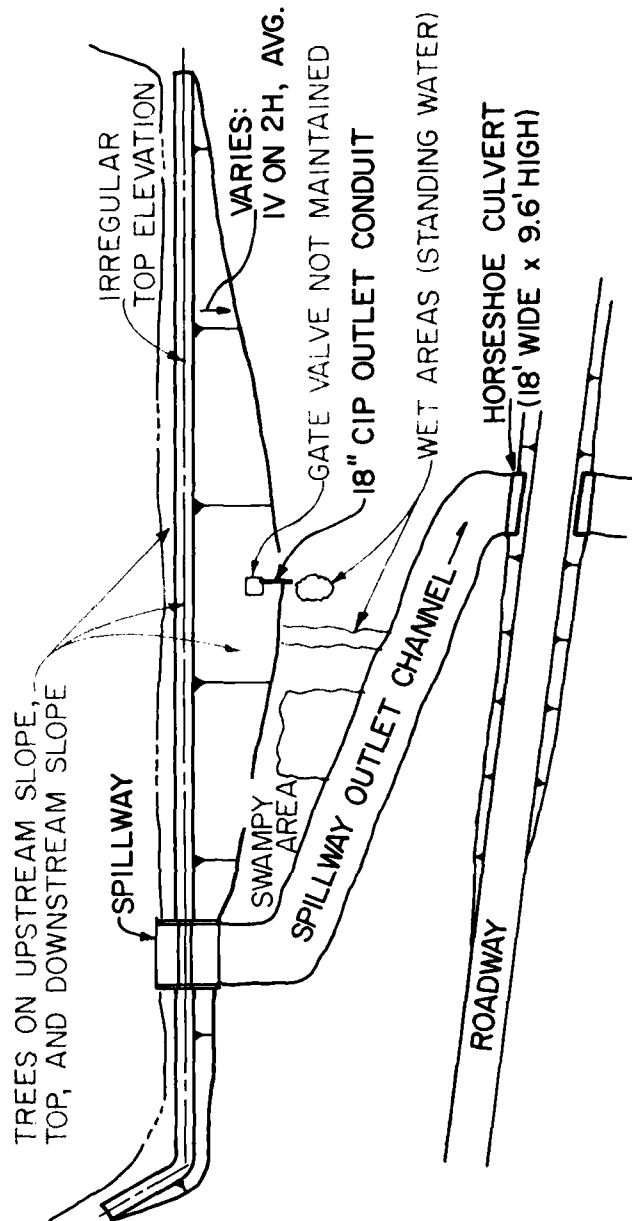 TREES ON UPSTREAM SLOPE,
TOP, AND DOWNSTREAM SLOPE
SPILLWAY
IRREGULAR
TOP ELEVATION
VARIES:
IV ON 2H, AVG.
GATE VALVE NOT MAINTAINED
18" CIP OUTLET CONDUIT
WET AREAS (STANDING WATER)
SWAMPY
AREA
SPILLWAY OUTLET CHANNEL
HORSESHOE CULVERT
(18' WIDE x 9.6' HIGH)
ROADWAY